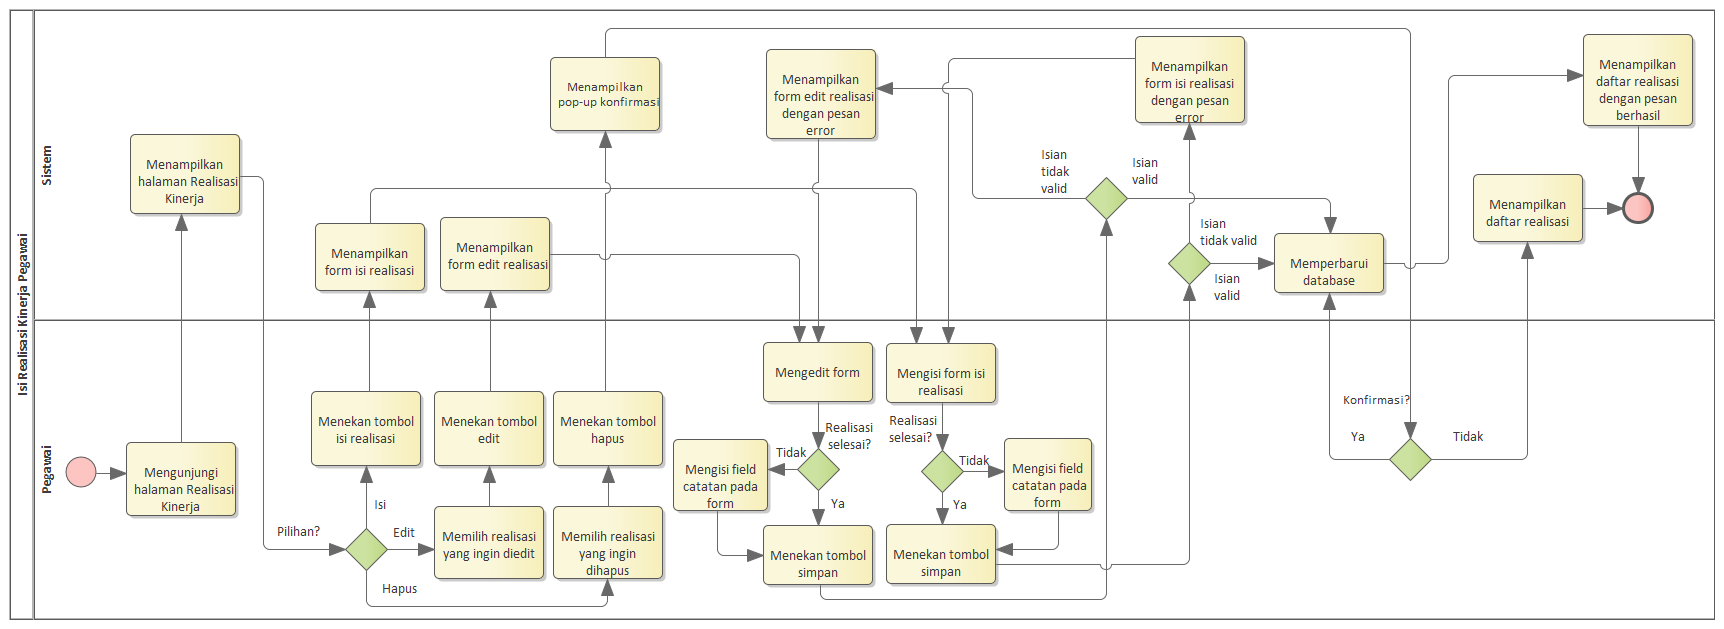 Isi Realisasi Kinerja Pegawai
Sistem
Menampilkan
pop-up konfirmasi
Menampilkan
form edit realisasi
dengan pesan
error
Menampilkan
form isi realisasi
dengan pesan
error
Menampilkan
daftar realisasi
dengan pesan
berhasil
Menampilkan
halaman Realisasi
Kinerja
Isian
tidak
valid
Isian
valid
Menampilkan
daftar realisasi
Menampilkan
form isi realisasi
Menampilkan
form edit realisasi
Isian
tidak valid
Isian
valid
Memperbarui
database
Pegawai
Mengunjungi
halaman Realisasi
Kinerja
Pilihan?
Isi
Edit
Hapus
Menekan tombol
isi realisasi
Menekan tombol
edit
Menekan tombol
hapus
Memilih realisasi
yang ingin diedit
Memilih realisasi
yang ingin
dihapus
Mengedit form
Realisasi
selesai?
Tidak
Ya
Mengisi field
catatan pada
form
Menekan tombol
simpan
Mengisi form isi
realisasi
Realisasi
selesai?
Tidak
Ya
Mengisi field
catatan pada
form
Menekan tombol
simpan
Konfirmasi?
Ya
Tidak